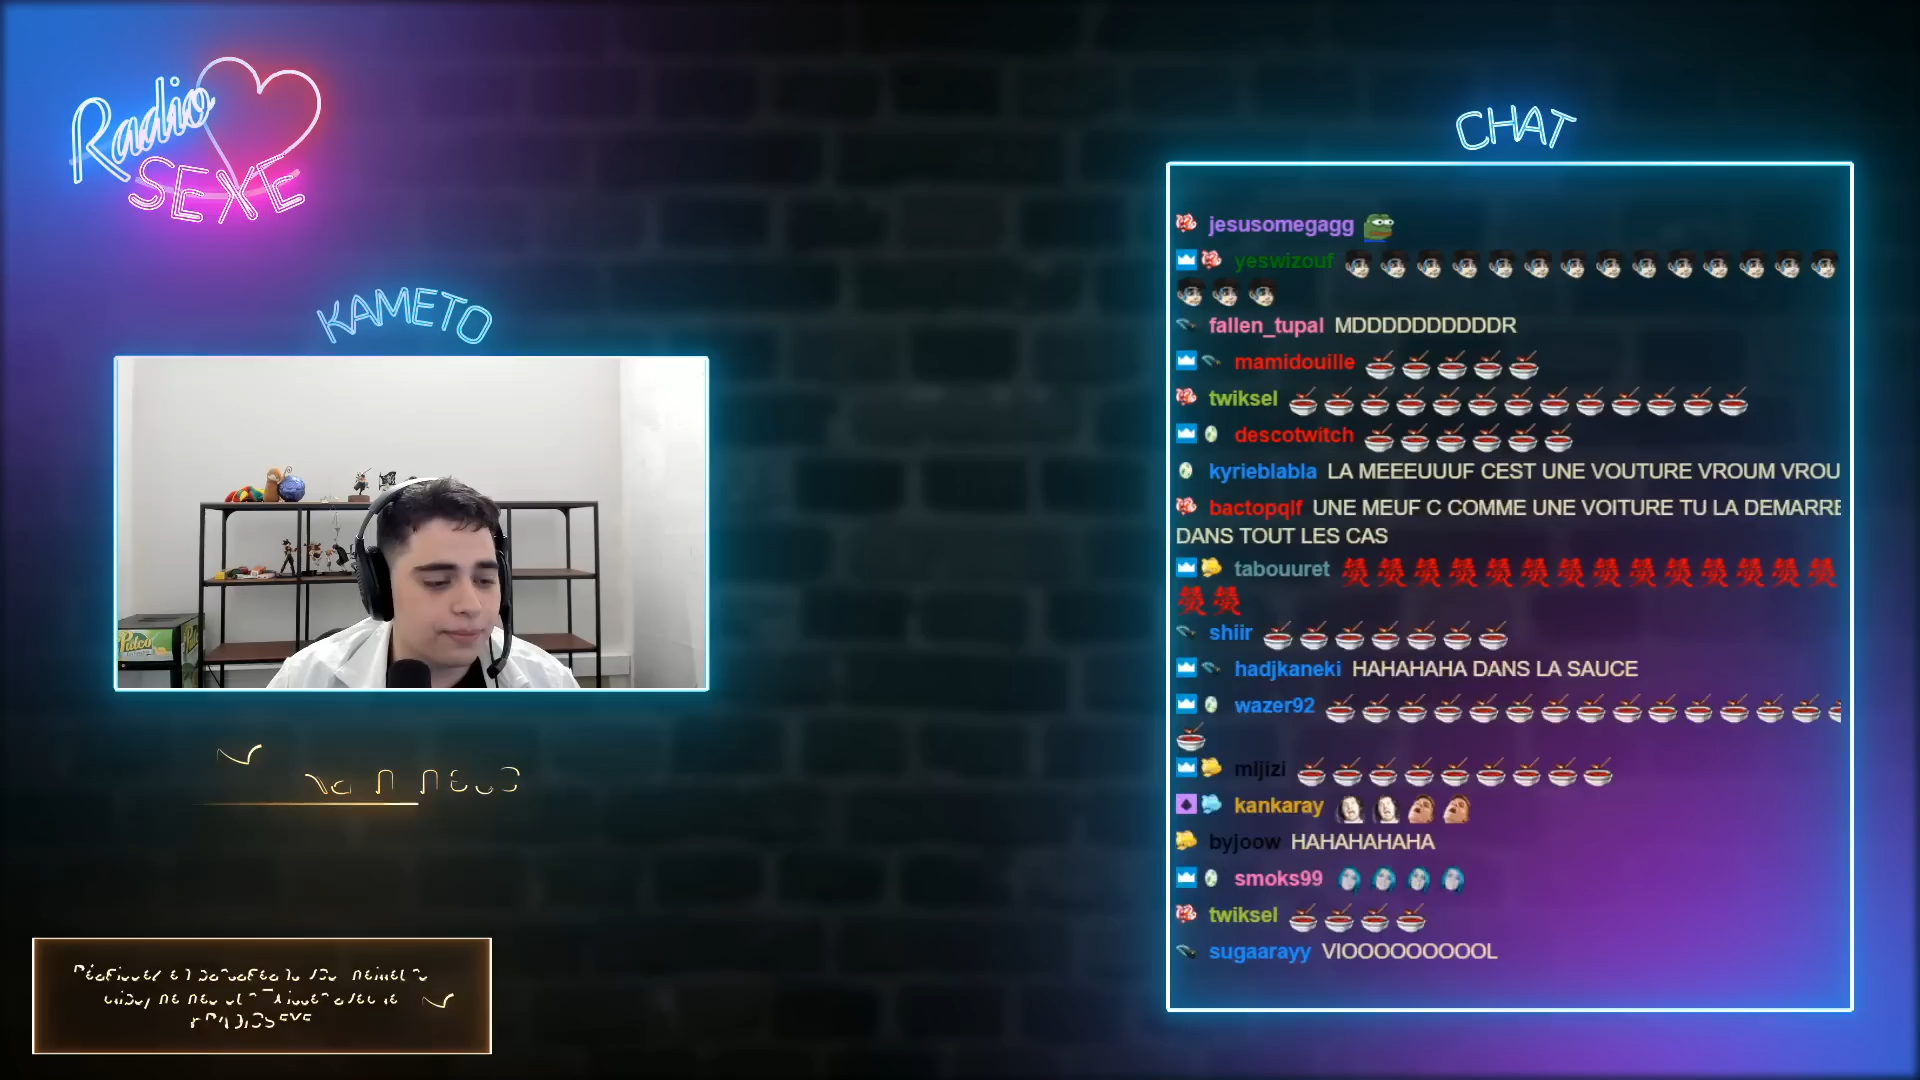 Radio
SEXE
KAMETO
Pulco
CHAT
jesusomegagg
yeswizouf
fallen_tupal MDDDDDDDDDDR
mamidouille
twiksel
descotwitch
kyrieblabla LA MEEEUUUF CEST UNE VOUTURE VROUM VROU
bactopqlf UNE MEUF C COMME UNE VOITURE TU LA DEMARRE
DANS TOUT LES CAS
tabouuret
shiir
hadjkaneki HAHAHAHA DANS LA SAUCE
wazer92
mljizi
kankaray
byjoow HAHAHAHAHA
smoks99
twiksel
sugaarayy VIOOOOOOOOOL